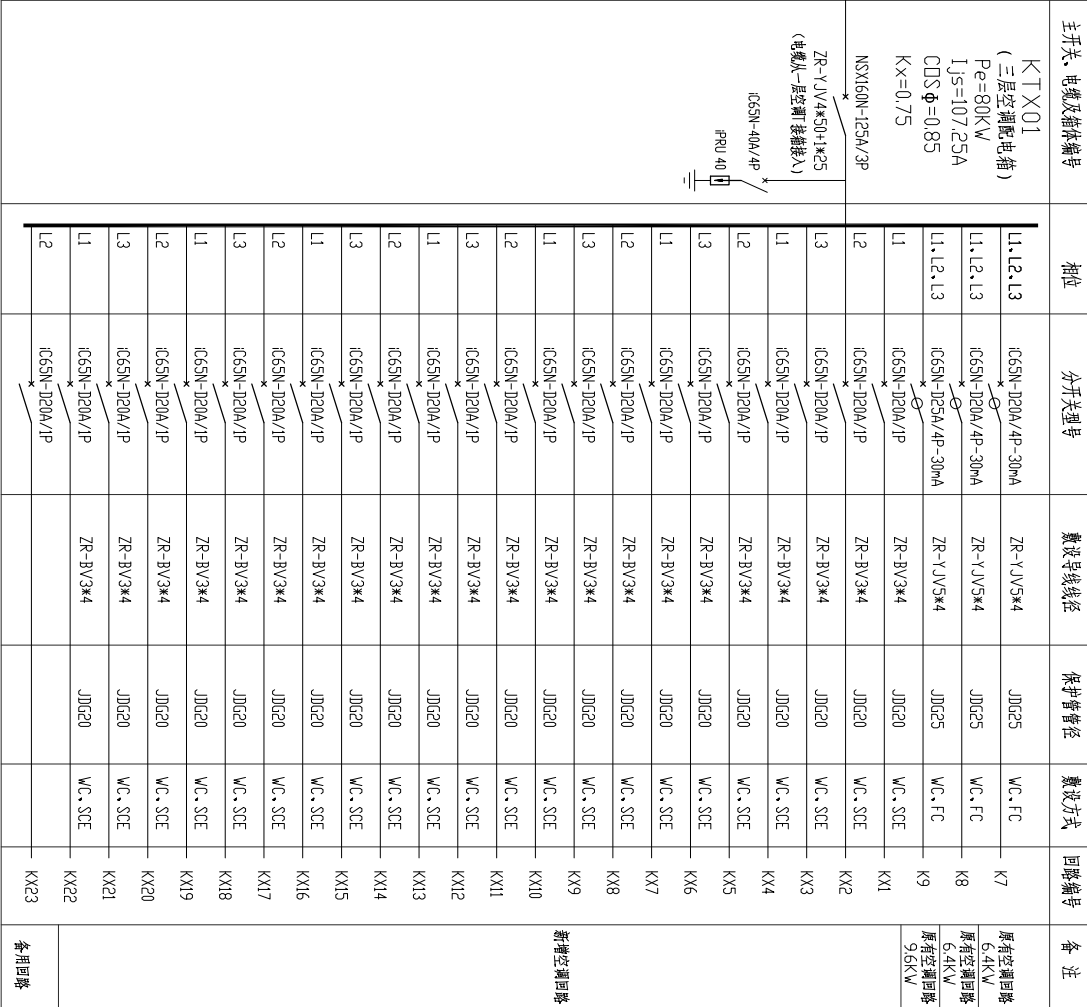 主开关、电缆及箱体编号 相位 分开关型号 敷设导线线径 保护管管径 敷设方式 回路编号 备 注
KTX01
(三层空调配电箱)
Pe=80KW
Ijs=107.25A
COSΦ=0.85
Kx=0.75
NSX160N-125A/3P
ZR-YJV4*50+1*25
(电缆从一层空调T接箱接入)
iC65N-40A/4P
iPRU 40
L1、L2、L3 iC65N-D20A/4P-30mA ZR-YJV5*4 JDG25 WC、FC K7 原有空调回路 6.4KW
L1、L2、L3 iC65N-D20A/4P-30mA ZR-YJV5*4 JDG25 WC、FC K8 原有空调回路 6.4KW
L1、L2、L3 iC65N-D25A/4P-30mA ZR-YJV5*4 JDG25 WC、FC K9 原有空调回路 9.6KW
L1 iC65N-D20A/1P ZR-BV3*4 JDG20 WC、SCE KX1
L2 iC65N-D20A/1P ZR-BV3*4 JDG20 WC、SCE KX2
L3 iC65N-D20A/1P ZR-BV3*4 JDG20 WC、SCE KX3
L1 iC65N-D20A/1P ZR-BV3*4 JDG20 WC、SCE KX4
L2 iC65N-D20A/1P ZR-BV3*4 JDG20 WC、SCE KX5
L3 iC65N-D20A/1P ZR-BV3*4 JDG20 WC、SCE KX6
L1 iC65N-D20A/1P ZR-BV3*4 JDG20 WC、SCE KX7
L2 iC65N-D20A/1P ZR-BV3*4 JDG20 WC、SCE KX8
L3 iC65N-D20A/1P ZR-BV3*4 JDG20 WC、SCE KX9
新增空调回路
L1 iC65N-D20A/1P ZR-BV3*4 JDG20 WC、SCE KX10
L2 iC65N-D20A/1P ZR-BV3*4 JDG20 WC、SCE KX11
L3 iC65N-D20A/1P ZR-BV3*4 JDG20 WC、SCE KX12
L1 iC65N-D20A/1P ZR-BV3*4 JDG20 WC、SCE KX13
L2 iC65N-D20A/1P ZR-BV3*4 JDG20 WC、SCE KX14
L3 iC65N-D20A/1P ZR-BV3*4 JDG20 WC、SCE KX15
L1 iC65N-D20A/1P ZR-BV3*4 JDG20 WC、SCE KX16
L2 iC65N-D20A/1P ZR-BV3*4 JDG20 WC、SCE KX17
L3 iC65N-D20A/1P ZR-BV3*4 JDG20 WC、SCE KX18
L1 iC65N-D20A/1P ZR-BV3*4 JDG20 WC、SCE KX19
L2 iC65N-D20A/1P ZR-BV3*4 JDG20 WC、SCE KX20
L3 iC65N-D20A/1P ZR-BV3*4 JDG20 WC、SCE KX21
L1 iC65N-D20A/1P ZR-BV3*4 JDG20 WC、SCE KX22
L2 iC65N-D20A/1P KX23 备用回路